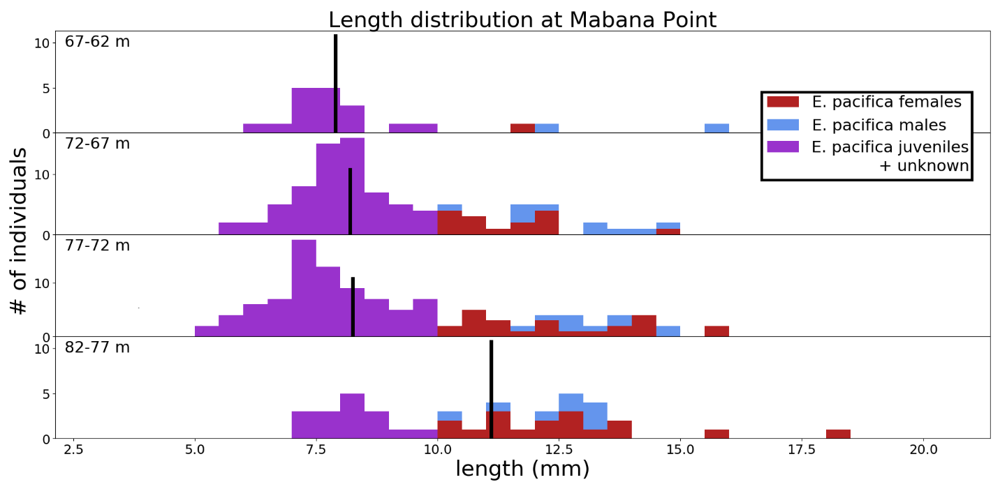 Length distribution at Mabana Point
67-62 m
10
5
0
E. pacifica females
E. pacifica males
E. pacifica juveniles
+ unknown
72-67 m
10
0
77-72 m
10
0
82-77 m
10
5
0
# of individuals
2.5 5.0 7.5 10.0 12.5 15.0 17.5 20.0
length (mm)